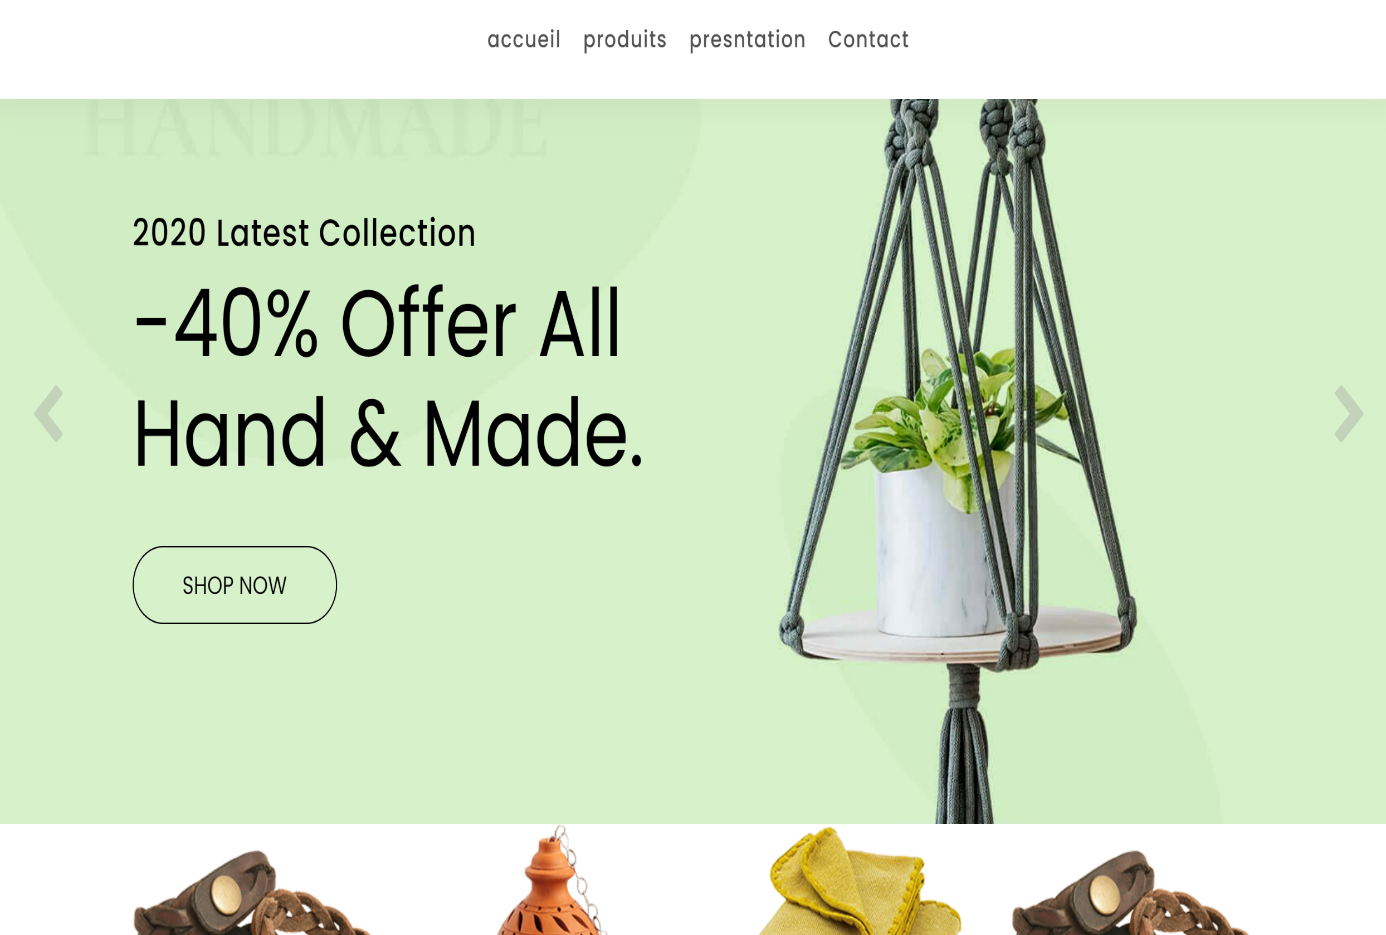 accueil produits presntation Contact
HANDMADE
2020 Latest Collection
-40% Offer All
Hand & Made.
SHOP NOW